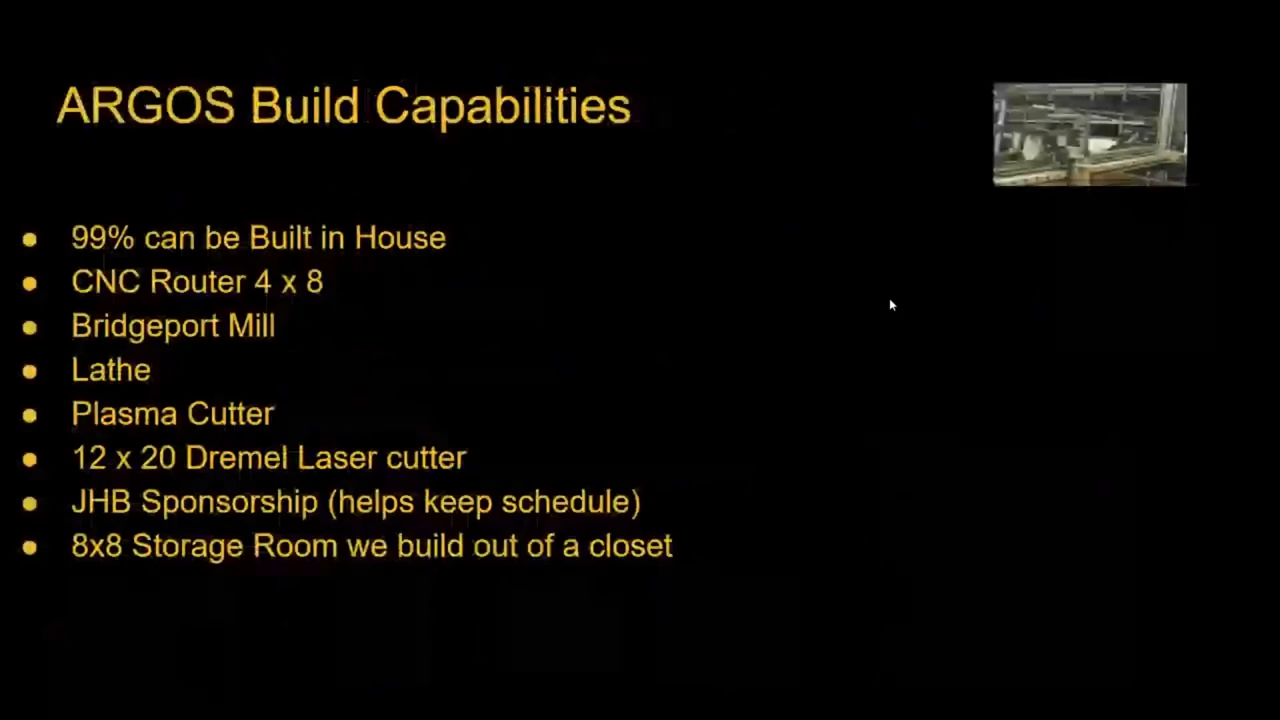 ARGOS Build Capabilities
99% can be Built in House
CNC Router 4 x 8
Bridgeport Mill
Lathe
Plasma Cutter
12 x 20 Dremel Laser cutter
JHB Sponsorship (helps keep schedule)
8x8 Storage Room we build out of a closet